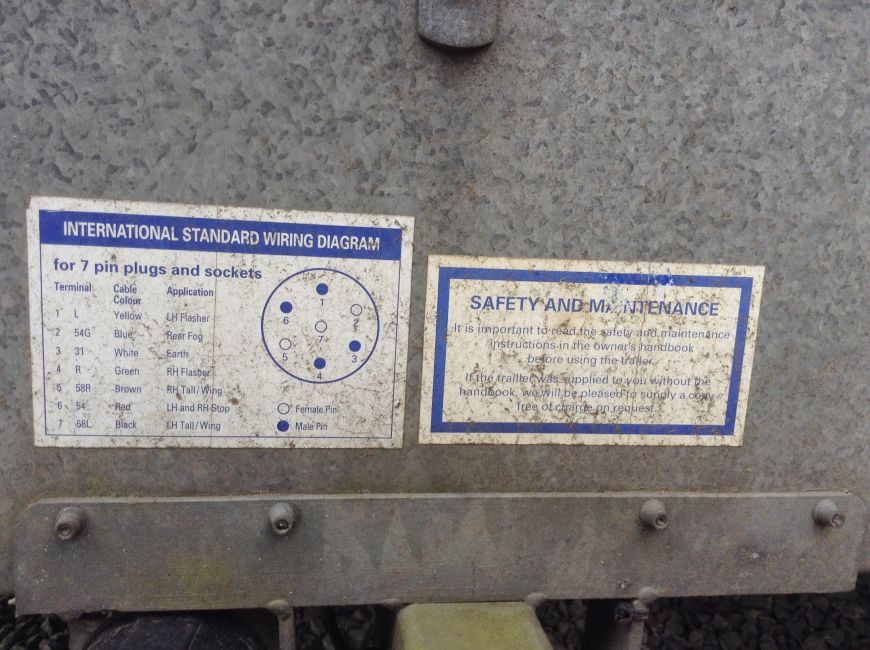 INTERNATIONAL STANDARD WIRING DIAGRAM
for 7 pin plugs and sockets
Terminal Cable Colour Application
1 L Yellow LH Flasher
2 54G Blue Rear Fog
3 31 White Earth
4 R Green RH Flasher
5 58R Brown RH Tail/Wing
6 54 Red LH and RH Stop
7 58L Black LH Tail/Wing
1
6
2
7
5
3
4
Female Pin
Male Pin
SAFETY AND MAINTENANCE
It is important to read the safety and maintenance
instructions in the owner's handbook
before using the trailer.
If the trailler was supplied to you without the
handbook, we will be pleased to supply a copy
free of charge on request.